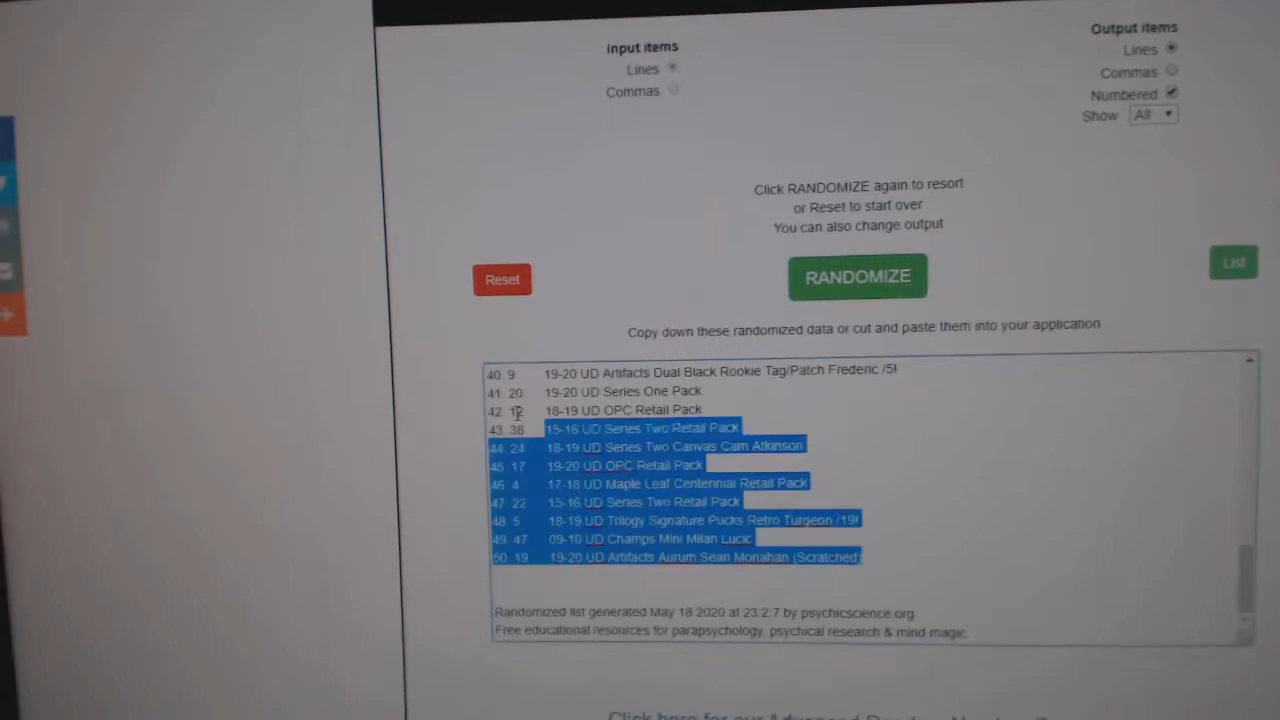 Input items
Lines
Commas
Output items
Lines
Commas
Numbered
Show All
Click RANDOMIZE again to resort
or Reset to start over
You can also change output
Reset
RANDOMIZE
List
Copy down these randomized data or cut and paste them into your application
40 9 19-20 UD Artifacts Dual Black Rookie Tag/Patch Frederic
41 20 19-20 UD Series One Pack
42 18-19 UD OPC Retail Pack
43 38 15-16 UD Series Two Retail Pack
44 24 18-19 UD Series Two Canvas Cam Atkinson
45 17 19-20 UD OPC Retail Pack
46 4 17-18 UD Maple Leaf Centennial Retail Pack
47 22 15-16 UD Series Two Retail Pack
48 5 18-19 UD Trilogy Signature Pucks Retro Turgeon
49 47 09-10 UD Champs Mini Milan Lucic
50 19 19-20 UD Artifacts Aurum Sean Monahan (Scratched)
Randomized list generated May 18 2020 at 23:2:7 by psychicscience.org
Free educational resources for parapsychology, psychical research & mind magic
Click here for our Advanced